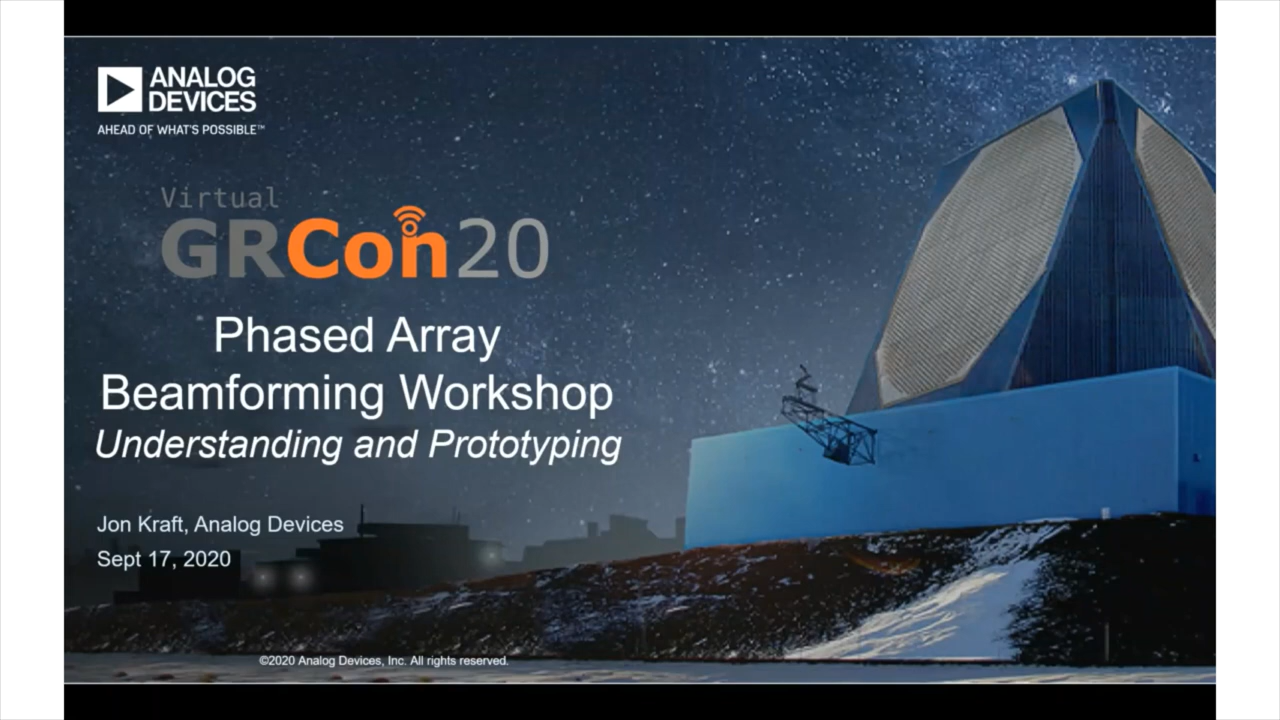 ANALOG
DEVICES
AHEAD OF WHAT'S POSSIBLE™
Virtual
GRCon20
Phased Array
Beamforming Workshop
Understanding and Prototyping
Jon Kraft, Analog Devices
Sept 17, 2020
©2020 Analog Devices, Inc. All rights reserved.